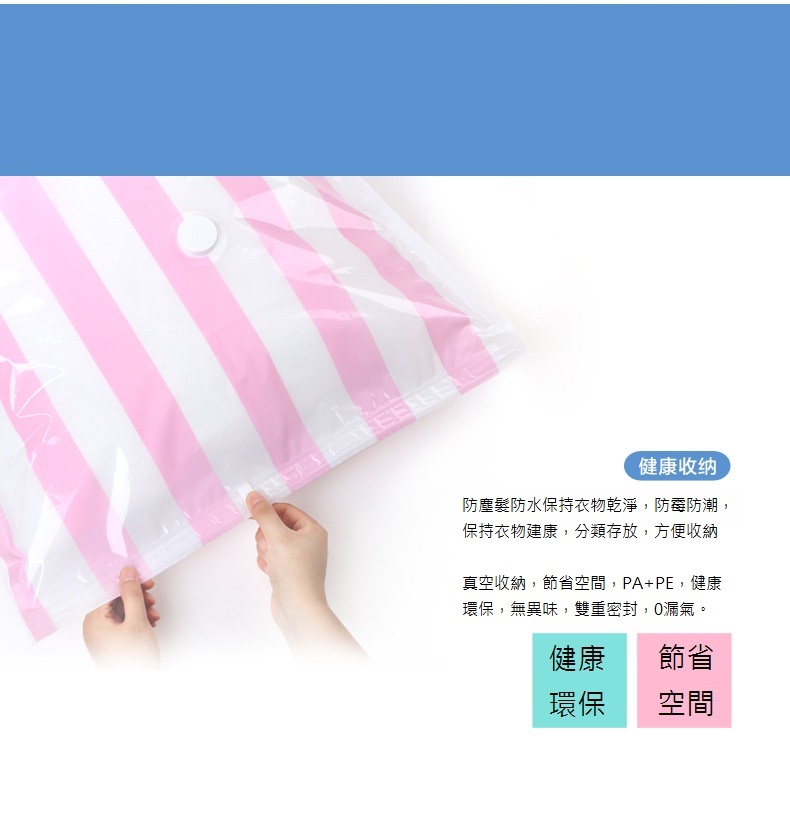 健康收纳
防塵髮防水保持衣物乾淨，防霉防潮，
保持衣物建康，分類存放，方便收納
真空收納，節省空間，PA+PE，健康
環保，無異味，雙重密封，0漏氣。
健康
環保
節省
空間